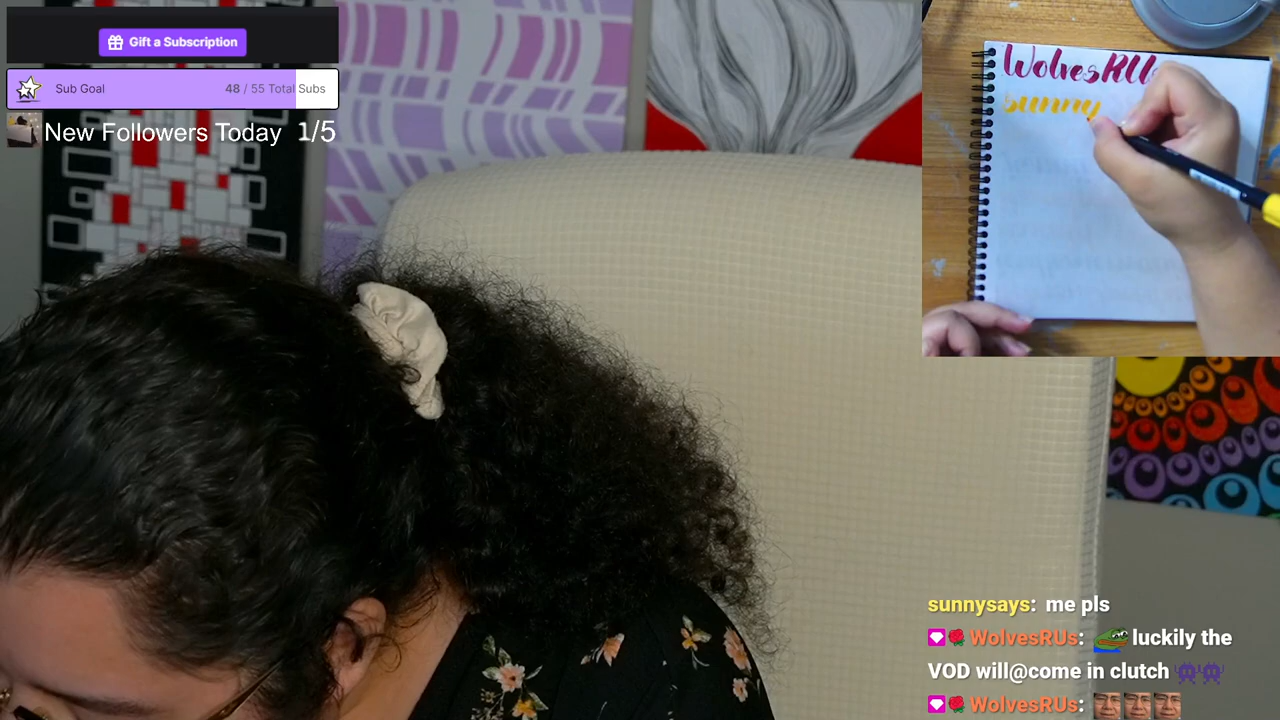 Gift a Subscription
Sub Goal 48 / 55 Total Subs
New Followers Today 1/5
WolvesRUs
sunny
sunnysays: me pls
WolvesRUs: luckily the
VOD will@come in clutch
WolvesRUs: